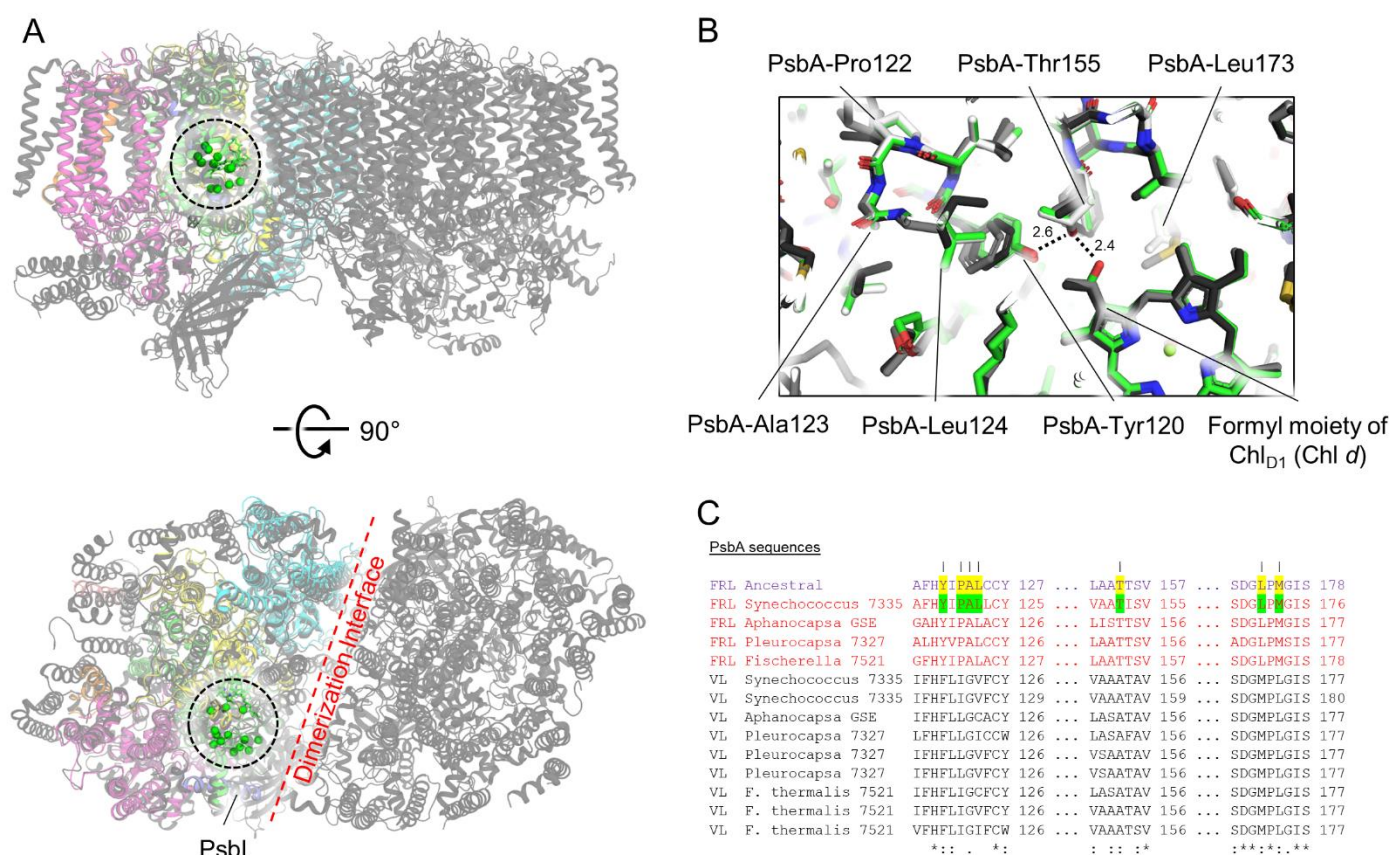 A
90°
Dimerization Interface
PsbI
B
PsbA-Pro122 PsbA-Thr155 PsbA-Leu173
2.6
2.4
PsbA-Ala123 PsbA-Leu124 PsbA-Tyr120 Formyl moiety of
ChlD1 (Chl d)
C
PsbA sequences
| ||| | | |
FRL Ancestral AFHYIPALCCY 127 ... LAATTSV 157 ... SDGLPMGIS 178
FRL Synechococcus 7335 AFHYIPALLCY 125 ... VAATISV 155 ... SDGLPMGIS 176
FRL Aphanocapsa GSE GAHYIPALACY 126 ... LISTTSV 156 ... SDGLPMGIS 177
FRL Pleurocapsa 7327 ALHYVPALCCY 126 ... LAATTSV 156 ... ADGLPMSIS 177
FRL Fischerella 7521 GFHYIPALACY 127 ... LAATTSV 157 ... SDGLPMGIS 178
VL Synechococcus 7335 IFHFLIGVFCY 126 ... VAAATAV 156 ... SDGMPLGIS 177
VL Synechococcus 7335 IFHFLIGVFCY 129 ... VAAATAV 159 ... SDGMPLGIS 180
VL Aphanocapsa GSE IFHFLLGCACY 126 ... LASATAV 156 ... SDGMPLGIS 177
VL Pleurocapsa 7327 LFHFLLGICCW 126 ... LASAFAV 156 ... SDGMPLGIS 177
VL Pleurocapsa 7327 IFHFLLGVFCY 126 ... VSAATAV 156 ... SDGMPLGIS 177
VL Pleurocapsa 7327 IFHFLLGVFCY 126 ... VSAATAV 156 ... SDGMPLGIS 177
VL F. thermalis 7521 IFHFLIGCFCY 126 ... LASATAV 156 ... SDGMPLGIS 177
VL F. thermalis 7521 IFHFLIGVFCY 126 ... VAAATAV 156 ... SDGMPLGIS 177
VL F. thermalis 7521 VFHFLIGIFCW 126 ... VAAATSV 156 ... SDGMPLGIS 177
*:: . *: : :: :* :**:*:.**